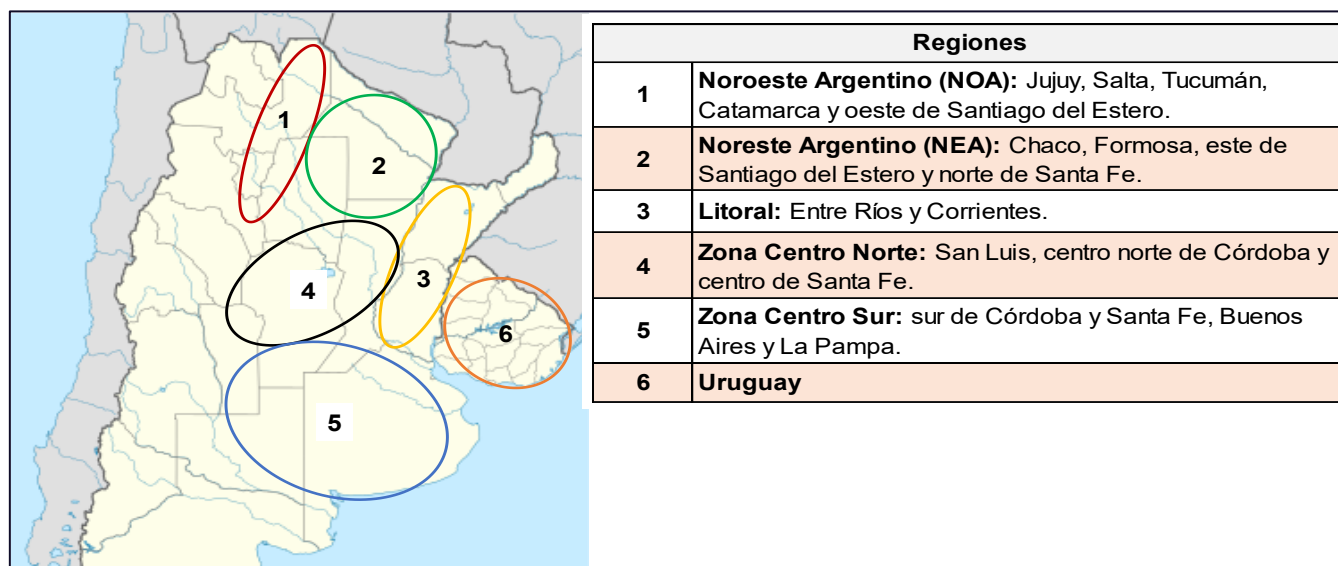 1
2
3
4
5
6
Regiones
1
Noroeste Argentino (NOA): Jujuy, Salta, Tucumán,
Catamarca y oeste de Santiago del Estero.
2
Noreste Argentino (NEA): Chaco, Formosa, este de
Santiago del Estero y norte de Santa Fe.
3
Litoral: Entre Ríos y Corrientes.
4
Zona Centro Norte: San Luis, centro norte de Córdoba y
centro de Santa Fe.
5
Zona Centro Sur: sur de Córdoba y Santa Fe, Buenos
Aires y La Pampa.
6
Uruguay